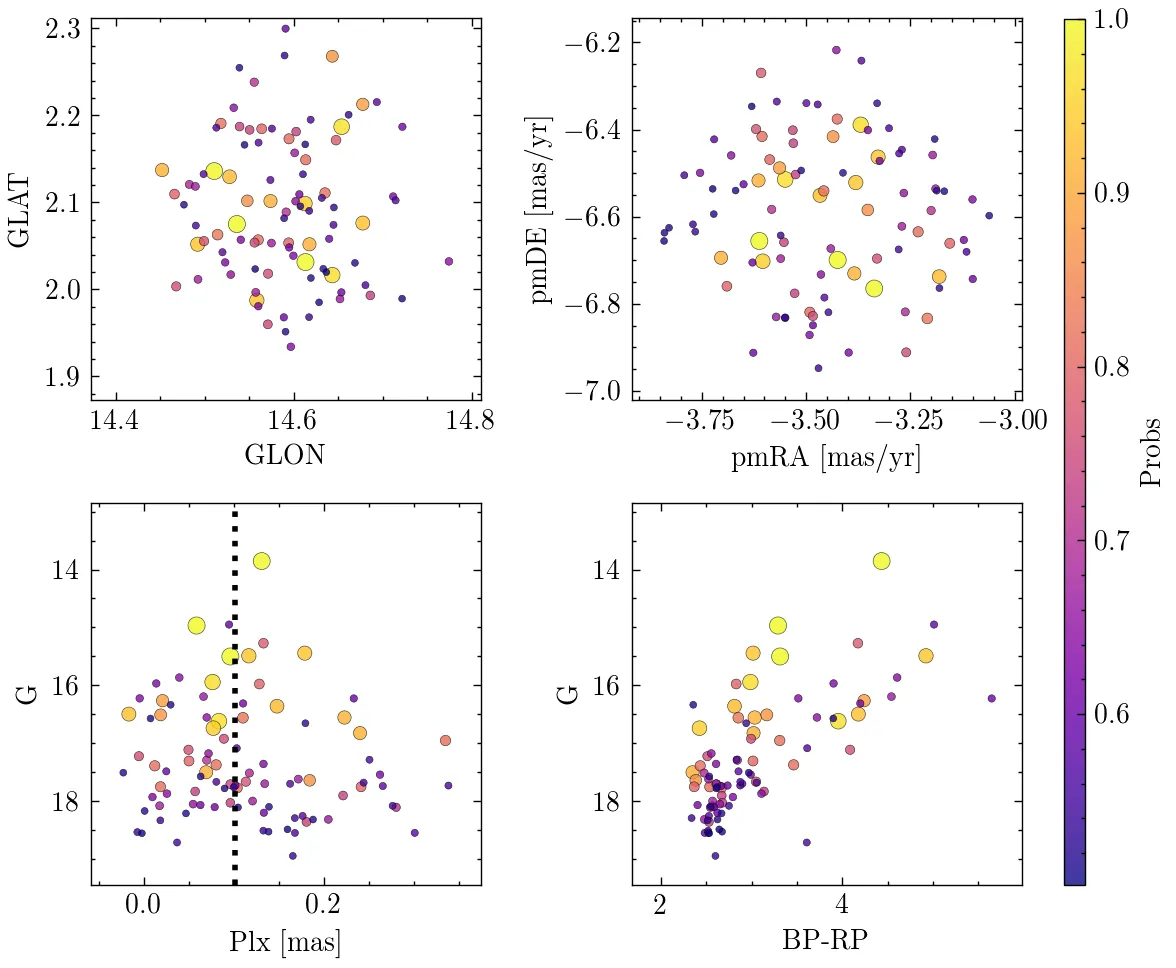 2.3
2.2
2.1
2.0
1.9
GLAT
14.4 14.6 14.8
GLON
−6.2
−6.4
−6.6
−6.8
−7.0
pmDE [mas/yr]
−3.75 −3.50 −3.25 −3.00
pmRA [mas/yr]
1.0
0.9
0.8
0.7
0.6
Probs
14
16
18
G
0.0 0.2
Plx [mas]
14
16
18
G
2 4
BP-RP